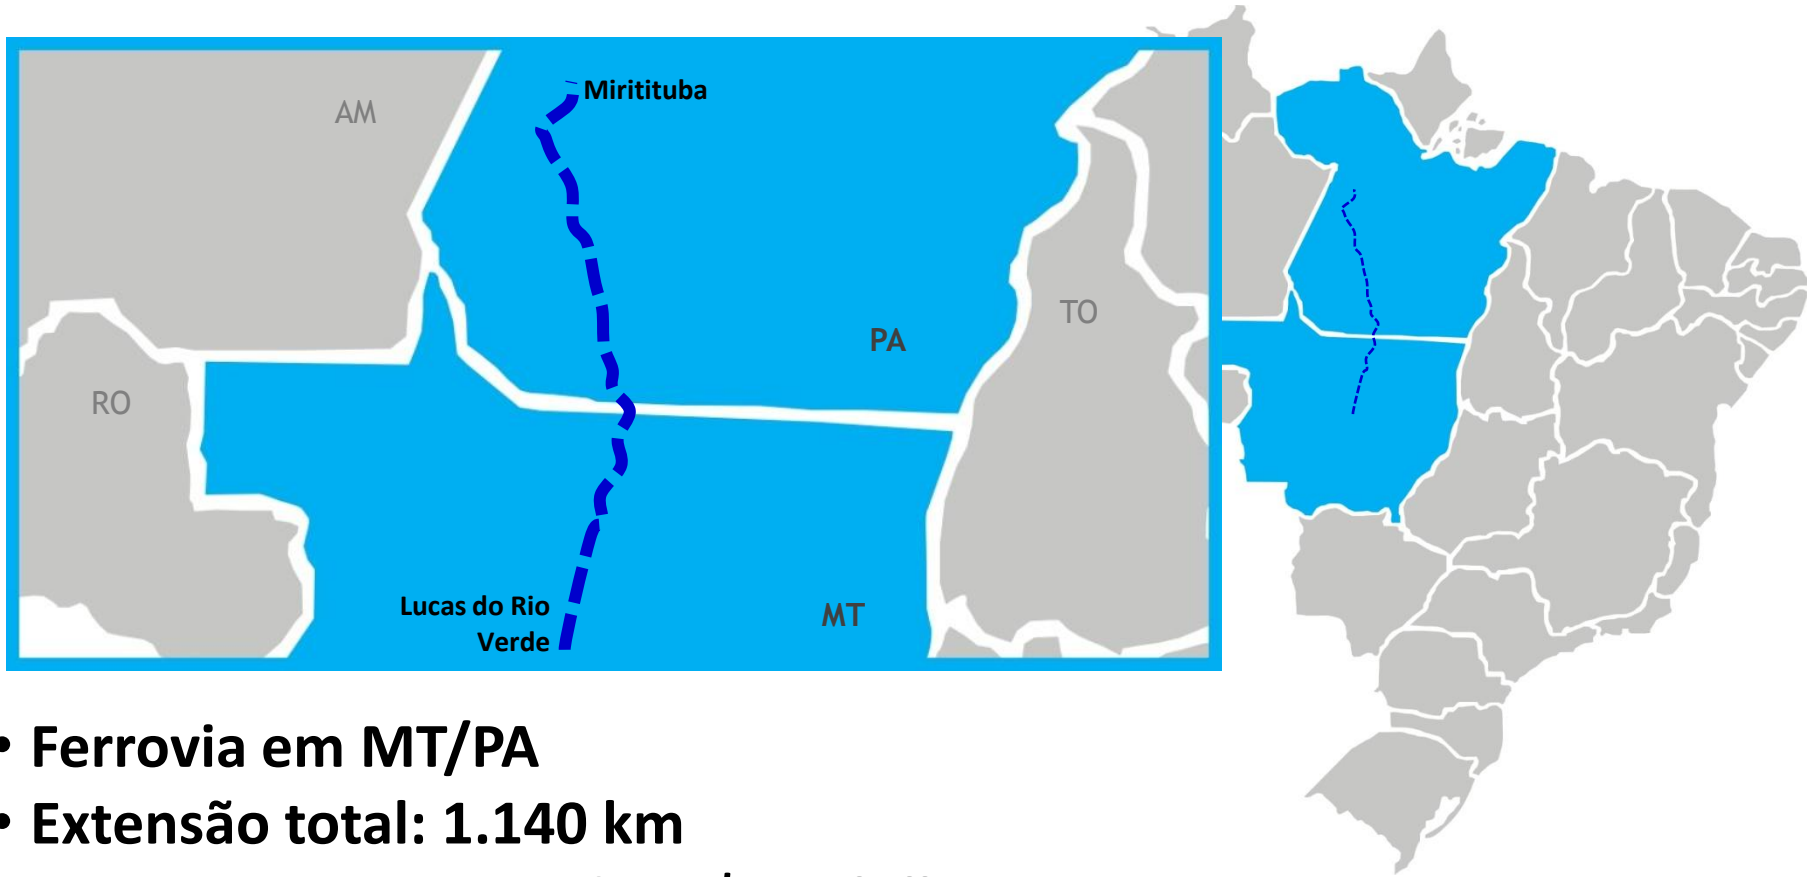 Miritituba
AM
TO
PA
RO
Lucas do Rio
Verde
MT
• Ferrovia em MT/PA
• Extensão total: 1.140 km